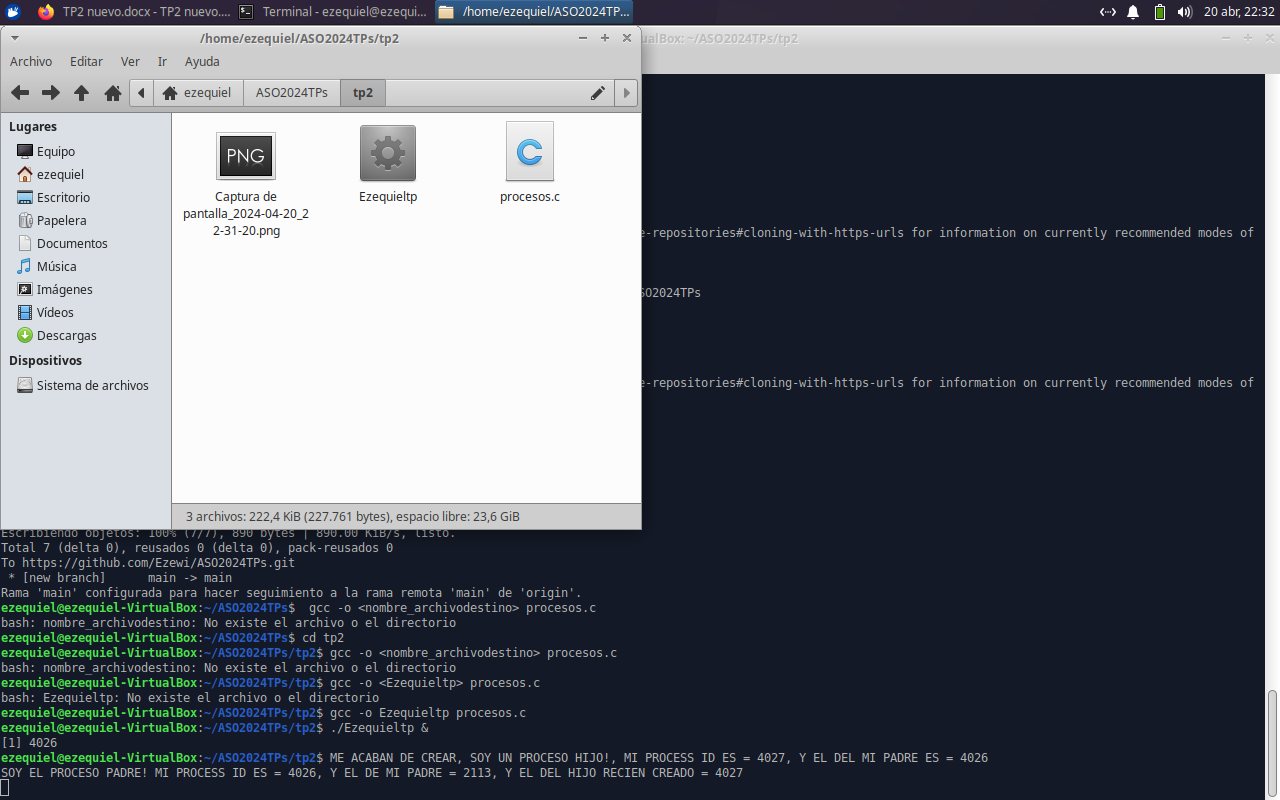 TP2 nuevo.docx - TP2 nuevo....
Terminal - ezequiel@ezequi...
/home/ezequiel/ASO2024TP...
20 abr, 22:32
/home/ezequiel/ASO2024TPs/tp2
ualBox: ~/ASO2024TPs/tp2
Archivo Editar Ver Ir Ayuda
ezequiel ASO2024TPs tp2
Lugares
Equipo
ezequiel
Escritorio
Papelera
Documentos
Música
Imágenes
Vídeos
Descargas
Dispositivos
Sistema de archivos
PNG
Captura de
pantalla_2024-04-20_2
2-31-20.png
Ezequieltp
C
procesos.c
3 archivos: 222,4 KiB (227.761 bytes), espacio libre: 23,6 GiB
e-repositories#cloning-with-https-urls for information on currently recommended modes of
SO2024TPs
e-repositories#cloning-with-https-urls for information on currently recommended modes of
Escribiendo objetos: 100% (7/7), 890 bytes | 890.00 KiB/s, listo.
Total 7 (delta 0), reusados 0 (delta 0), pack-reusados 0
To https://github.com/Ezewi/ASO2024TPs.git
 * [new branch]      main -> main
Rama 'main' configurada para hacer seguimiento a la rama remota 'main' de 'origin'.
ezequiel@ezequiel-VirtualBox:~/ASO2024TPs$  gcc -o <nombre_archivodestino> procesos.c
bash: nombre_archivodestino: No existe el archivo o el directorio
ezequiel@ezequiel-VirtualBox:~/ASO2024TPs$ cd tp2
ezequiel@ezequiel-VirtualBox:~/ASO2024TPs/tp2$ gcc -o <nombre_archivodestino> procesos.c
bash: nombre_archivodestino: No existe el archivo o el directorio
ezequiel@ezequiel-VirtualBox:~/ASO2024TPs/tp2$ gcc -o <Ezequieltp> procesos.c
bash: Ezequieltp: No existe el archivo o el directorio
ezequiel@ezequiel-VirtualBox:~/ASO2024TPs/tp2$ gcc -o Ezequieltp procesos.c
ezequiel@ezequiel-VirtualBox:~/ASO2024TPs/tp2$ ./Ezequieltp &
[1] 4026
ezequiel@ezequiel-VirtualBox:~/ASO2024TPs/tp2$ ME ACABAN DE CREAR, SOY UN PROCESO HIJO!, MI PROCESS ID ES = 4027, Y EL DEL MI PADRE ES = 4026
SOY EL PROCESO PADRE! MI PROCESS ID ES = 4026, Y EL DE MI PADRE = 2113, Y EL DEL HIJO RECIEN CREADO = 4027